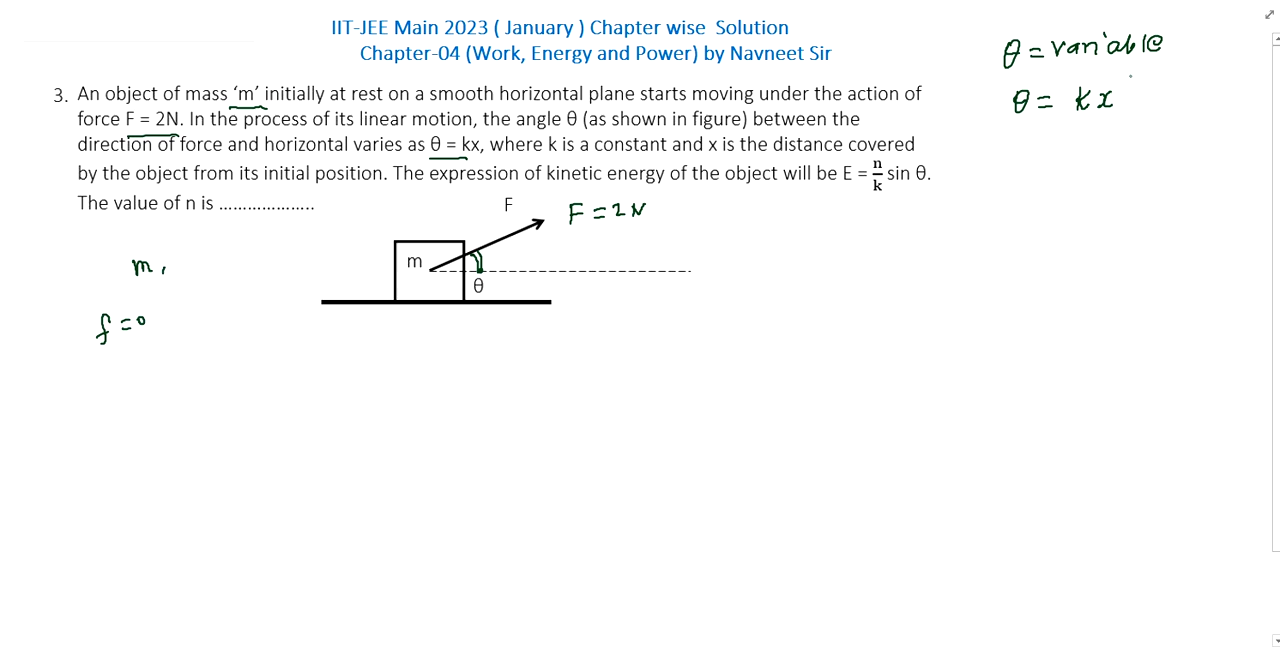 IIT-JEE Main 2023 ( January ) Chapter wise Solution
Chapter-04 (Work, Energy and Power) by Navneet Sir
θ = variable
θ = kx
3. An object of mass ‘m’ initially at rest on a smooth horizontal plane starts moving under the action of
force F = 2N. In the process of its linear motion, the angle θ (as shown in figure) between the
direction of force and horizontal varies as θ = kx, where k is a constant and x is the distance covered
by the object from its initial position. The expression of kinetic energy of the object will be E = n/k sin θ.
The value of n is ...................
F
F = 2N
m
θ
m,
f = 0